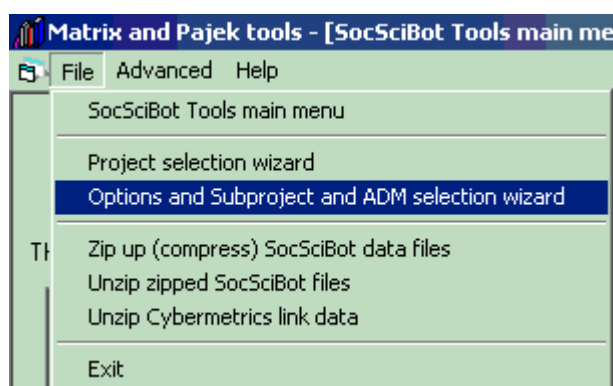 Matrix and Pajek tools - [SocSciBot Tools main me
File Advanced Help
SocSciBot Tools main menu
Project selection wizard
Options and Subproject and ADM selection wizard
TH
Zip up (compress) SocSciBot data files
Unzip zipped SocSciBot files
Unzip Cybermetrics link data
Exit